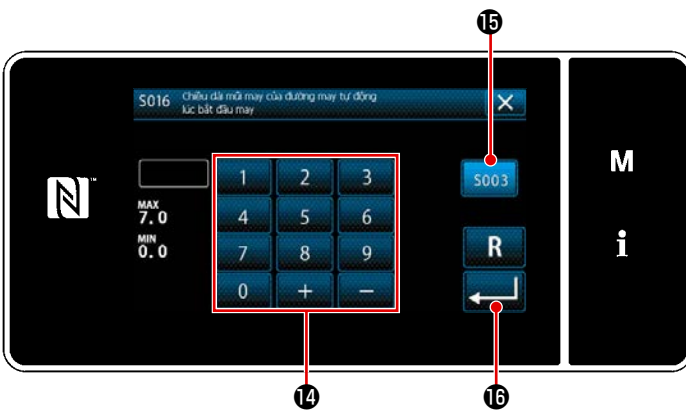 ⓯
S016 Chiều dài mũi may của đường may tự động
lúc bắt đầu may
1 2 3
S003
M
MAX
7.0
4 5 6
MIN
0.0
7 8 9
R
i
0 + −
⓮ ⓰